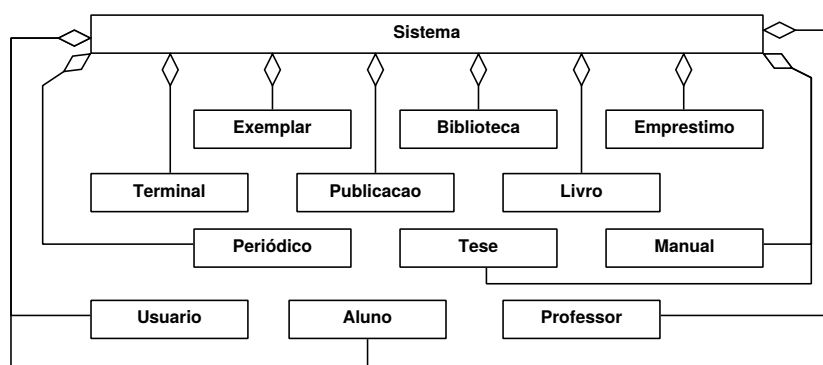 Sistema
Exemplar
Biblioteca
Emprestimo
Terminal
Publicacao
Livro
Periódico
Tese
Manual
Usuario
Aluno
Professor